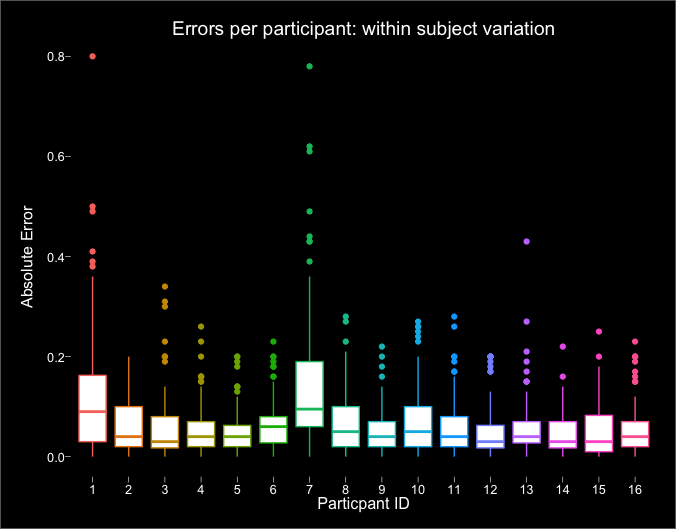 Errors per participant: within subject variation
Absolute Error
0.8
0.6
0.4
0.2
0.0
1 2 3 4 5 6 7 8 9 10 11 12 13 14 15 16
Particpant ID